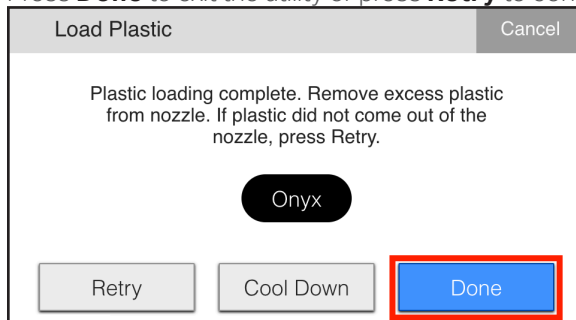 Press Done to exit the utility or press Retry to con
Load Plastic
Cancel
Plastic loading complete. Remove excess plastic
from nozzle. If plastic did not come out of the
nozzle, press Retry.
Onyx
Retry
Cool Down
Done